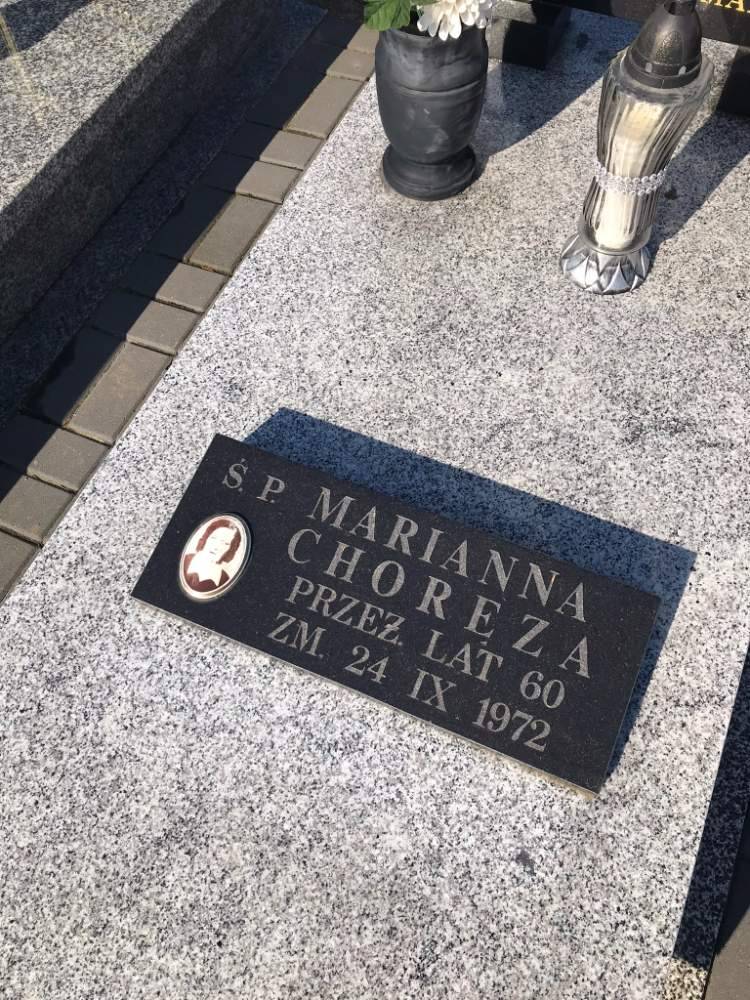 Ś. P. MARIANNA
CHOREZA
PRZEŻ. LAT 60
ZM. 24 IX 1972